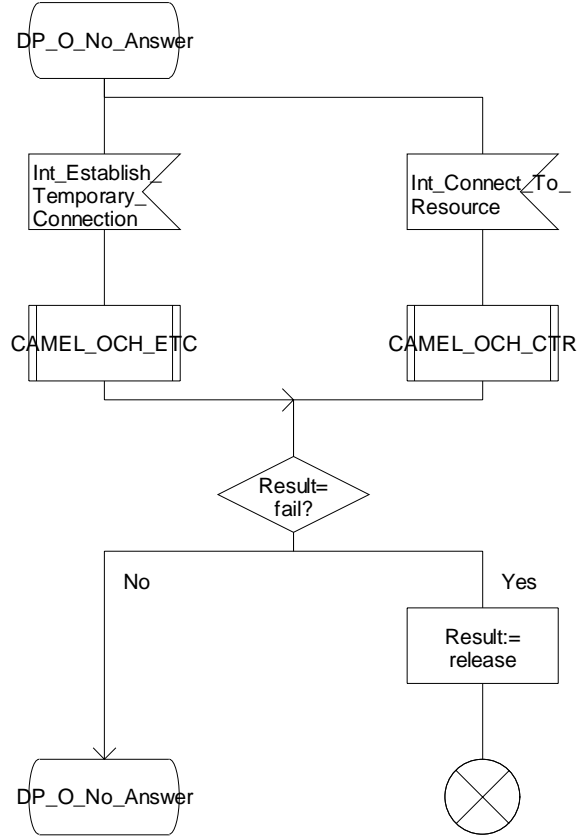 DP_O_No_Answer
Int_Establish_
Temporary_
Connection
Int_Connect_To_
Resource
CAMEL_OCH_ETC
CAMEL_OCH_CTR
Result=
fail?
No
Yes
Result:=
release
DP_O_No_Answer